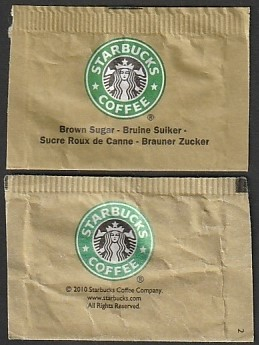 STARBUCKS
COFFEE
®
Brown Sugar - Bruine Suiker -
Sucre Roux de Canne - Brauner Zucker
STARBUCKS
COFFEE
®
© 2010 Starbucks Coffee Company.
www.starbucks.com
All Rights Reserved.
2